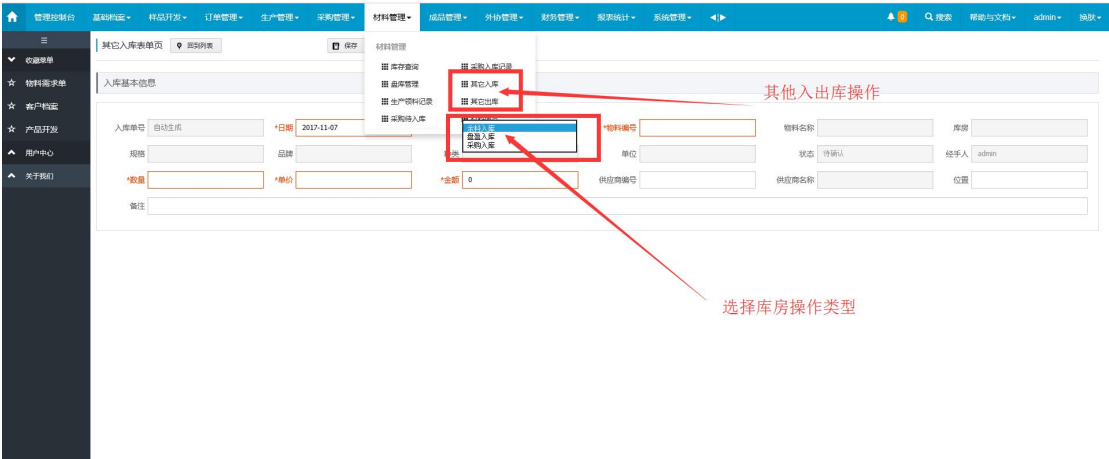 管理控制台 基础档案 样品开发 订单管理 生产管理 采购管理 材料管理 成品管理 外协管理 财务管理 报表统计 系统管理 0 搜索 帮助与文档 admin 换肤
其它入库表单页 回到列表 保存
材料管理
收藏菜单
库存查询 采购入库记录
物料需求单
入库基本信息
盘库管理 其它入库
其他入出库操作
客户档案
生产领料记录 其它出库
采购待入库
产品开发
入库单号 自动生成 *日期 2017-11-07 余料入库 *物料编号 物料名称 库房
盘盈入库
采购入库
用户中心
规格 品牌 单位 状态 待确认 经手人 admin
关于我们
*数量 *单价 *金额 0 供应商编号 供应商名称 位置
备注
选择库房操作类型